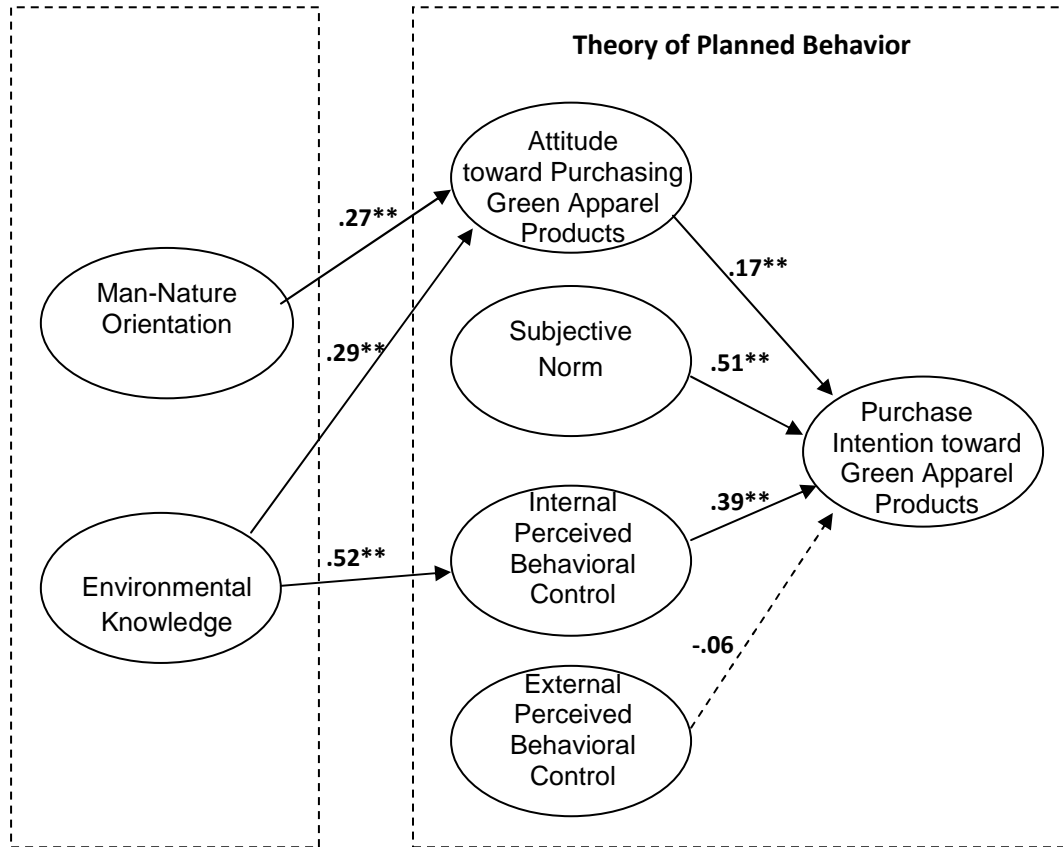 Theory of Planned Behavior
Attitude
toward Purchasing
Green Apparel
Products
.27**
.17**
Man-Nature
Orientation
Subjective
Norm
.29**
.51**
Purchase
Intention toward
Green Apparel
Products
Internal
Perceived
Behavioral
Control
.39**
.52**
Environmental
Knowledge
-.06
External
Perceived
Behavioral
Control